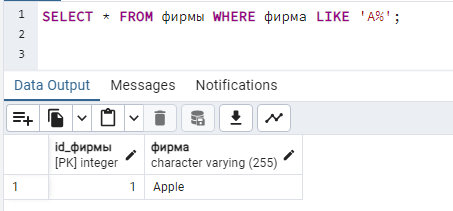 1 SELECT * FROM фирмы WHERE фирма LIKE 'A%';
2
3
Data Output Messages Notifications
id_фирмы фирма
[PK] integer character varying (255)
1 1 Apple